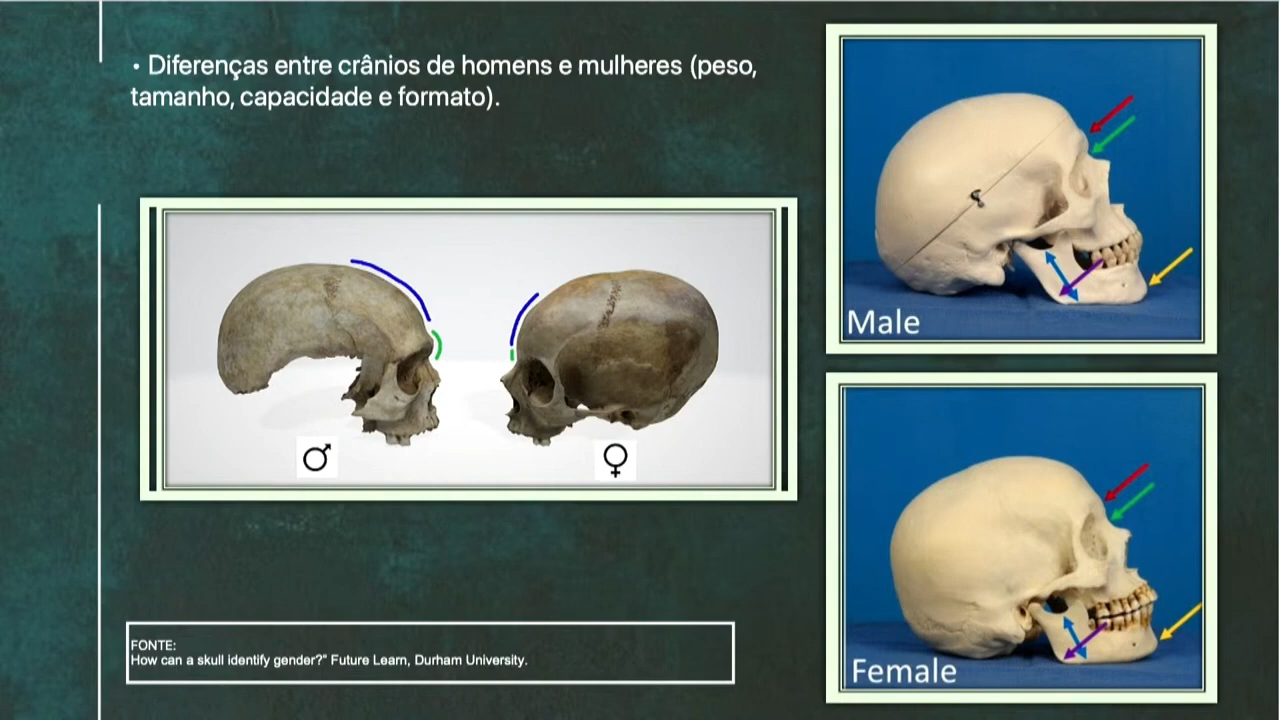 • Diferenças entre crânios de homens e mulheres (peso,
tamanho, capacidade e formato).
Male
♂ ♀
Female
FONTE:
How can a skull identify gender?" Future Learn, Durham University.